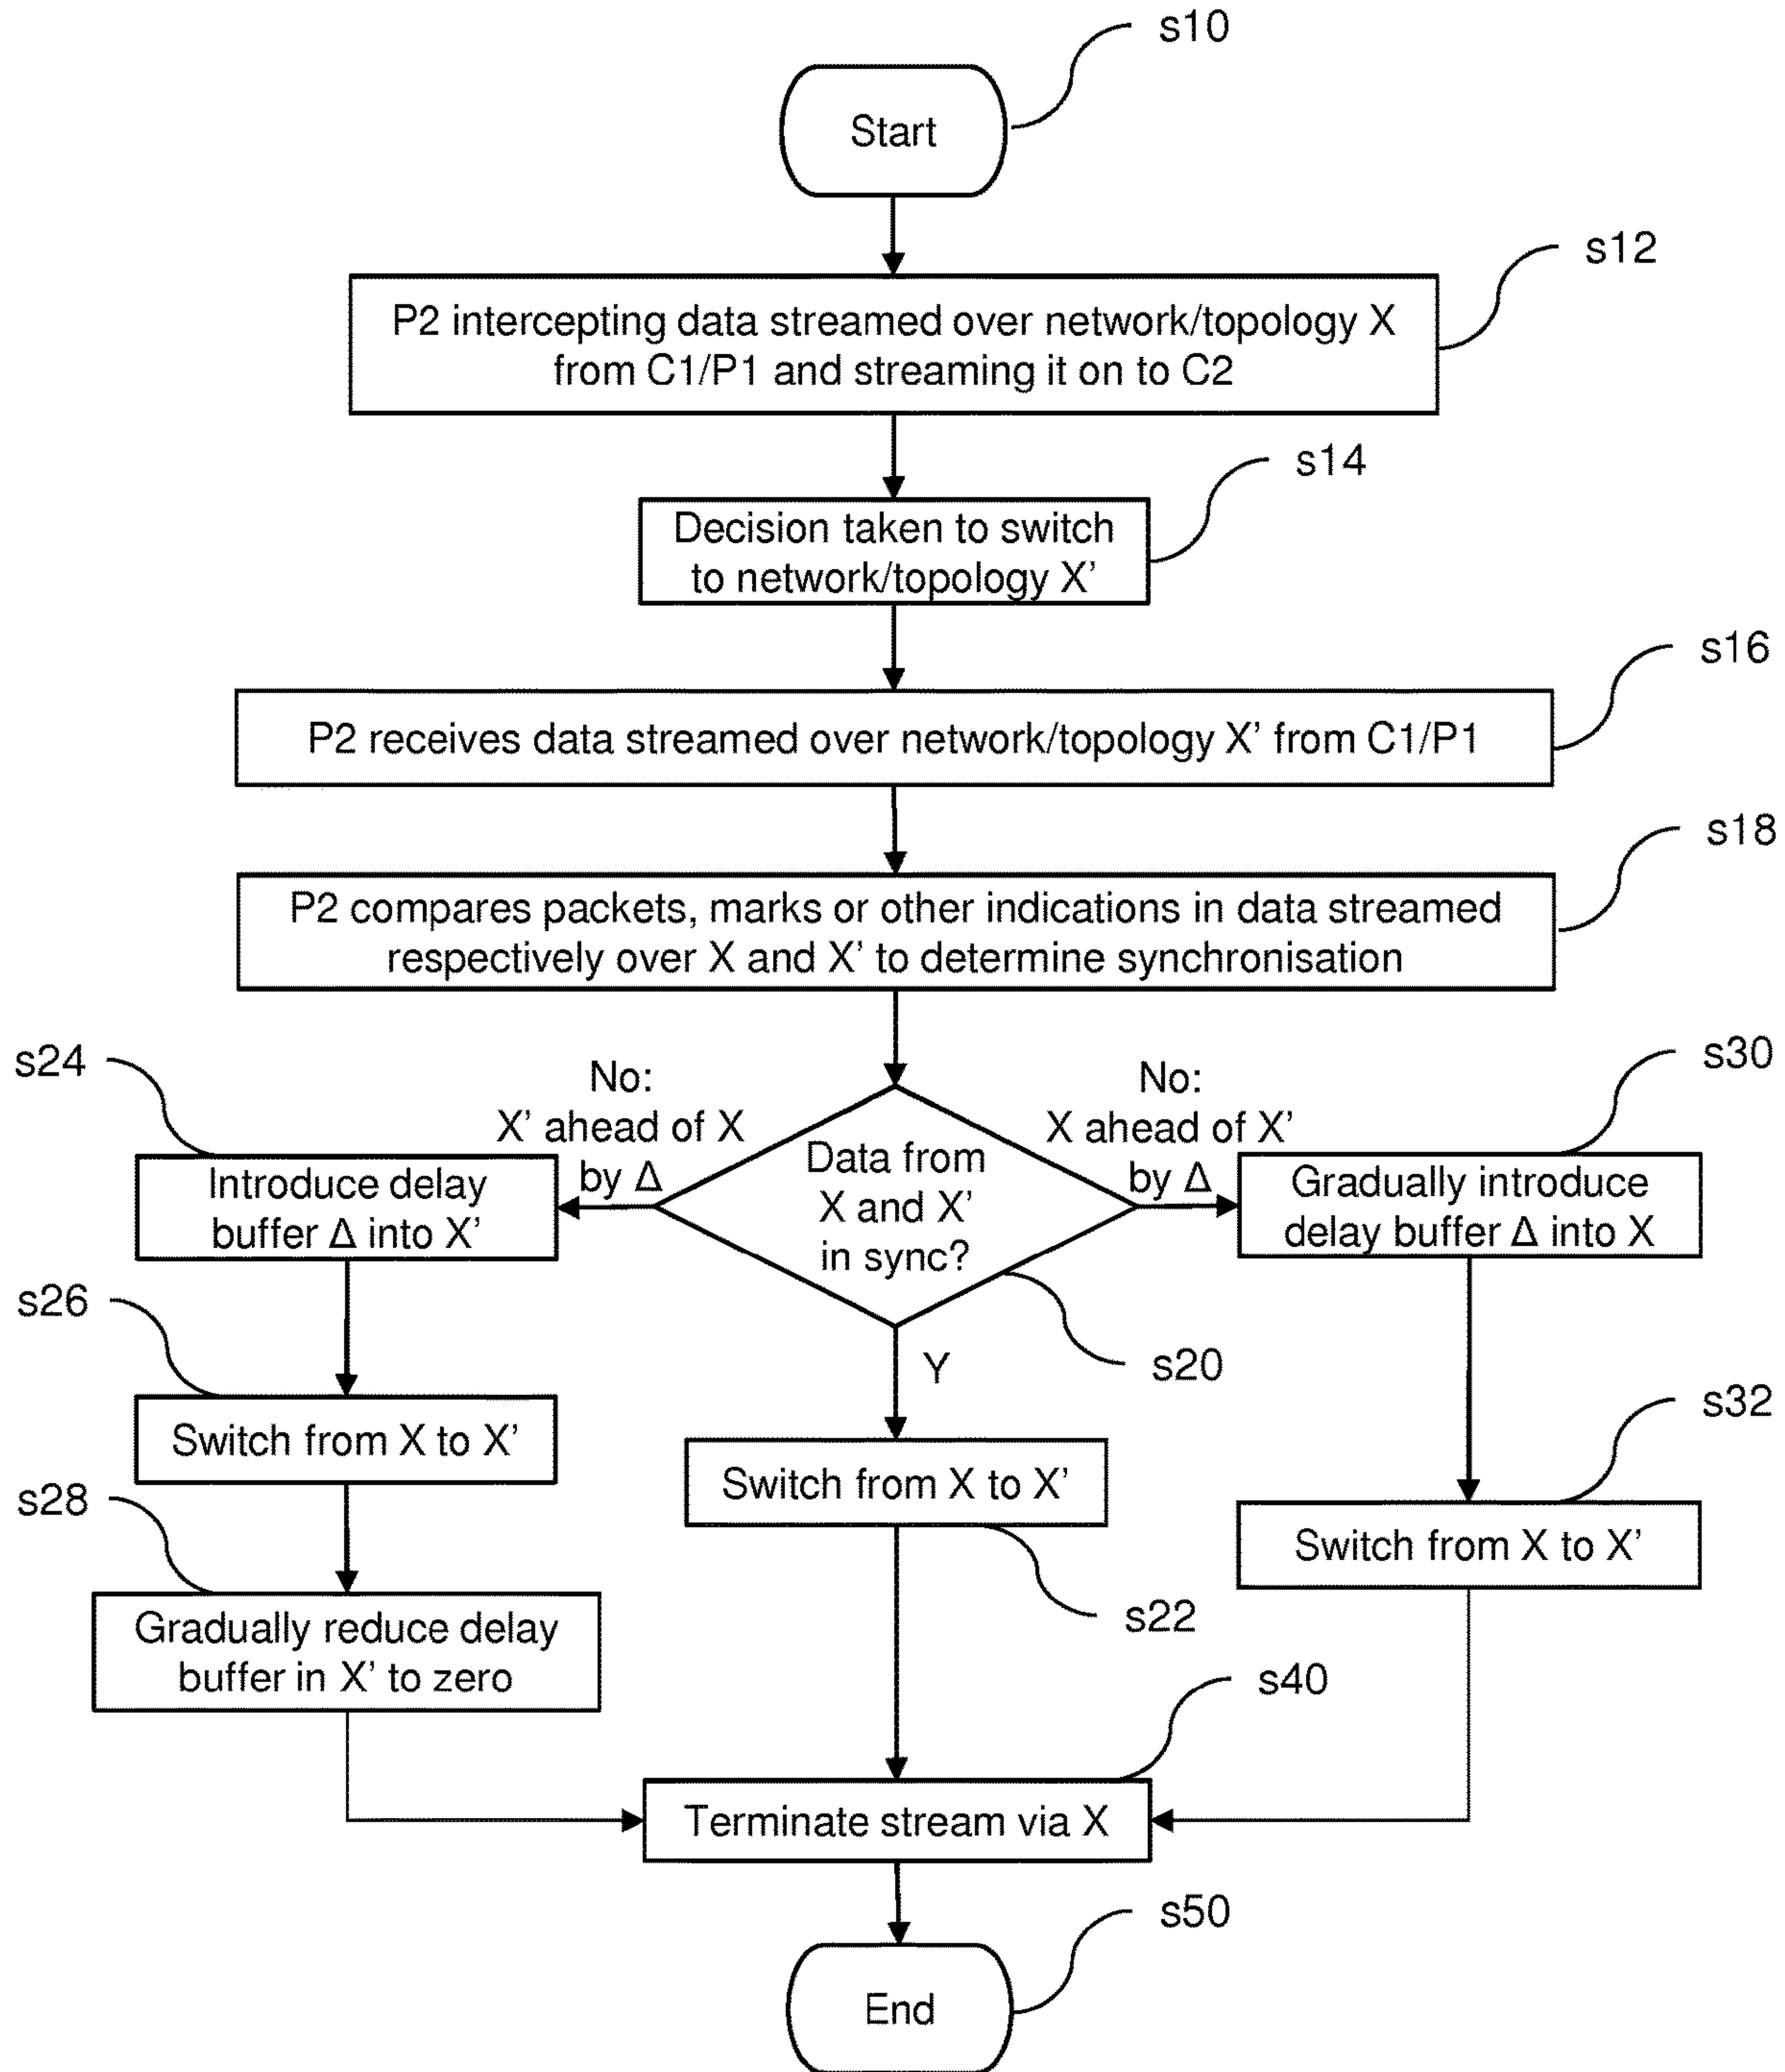 s10
Start
s12
P2 intercepting data streamed over network/topology X
from C1/P1 and streaming it on to C2
s14
Decision taken to switch
to network/topology X’
s16
P2 receives data streamed over network/topology X’ from C1/P1
s18
P2 compares packets, marks or other indications in data streamed
respectively over X and X’ to determine synchronisation
s24
No:
X’ ahead of X
by Δ
No:
X ahead of X’
by Δ
s30
Data from
X and X’
in sync?
s20
Introduce delay
buffer Δ into X’
Gradually introduce
delay buffer Δ into X
s26
Y
s32
Switch from X to X’
Switch from X to X’
s22
Switch from X to X’
s28
Gradually reduce delay
buffer in X’ to zero
s40
Terminate stream via X
s50
End